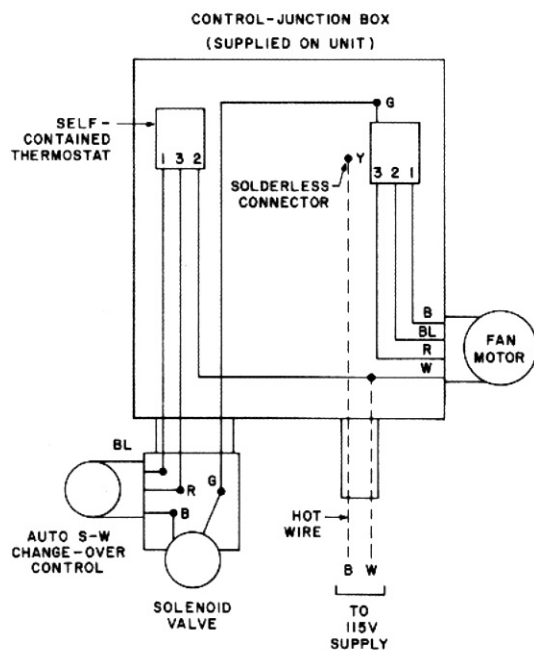 CONTROL-JUNCTION BOX
(SUPPLIED ON UNIT)
G
SELF-
CONTAINED
THERMOSTAT
1 3 2
Y
SOLDERLESS
CONNECTOR
3 2 1
B
BL
R
W
FAN
MOTOR
BL
R
G
B
AUTO S-W
CHANGE-OVER
CONTROL
SOLENOID
VALVE
HOT
WIRE
B W
TO
115V
SUPPLY